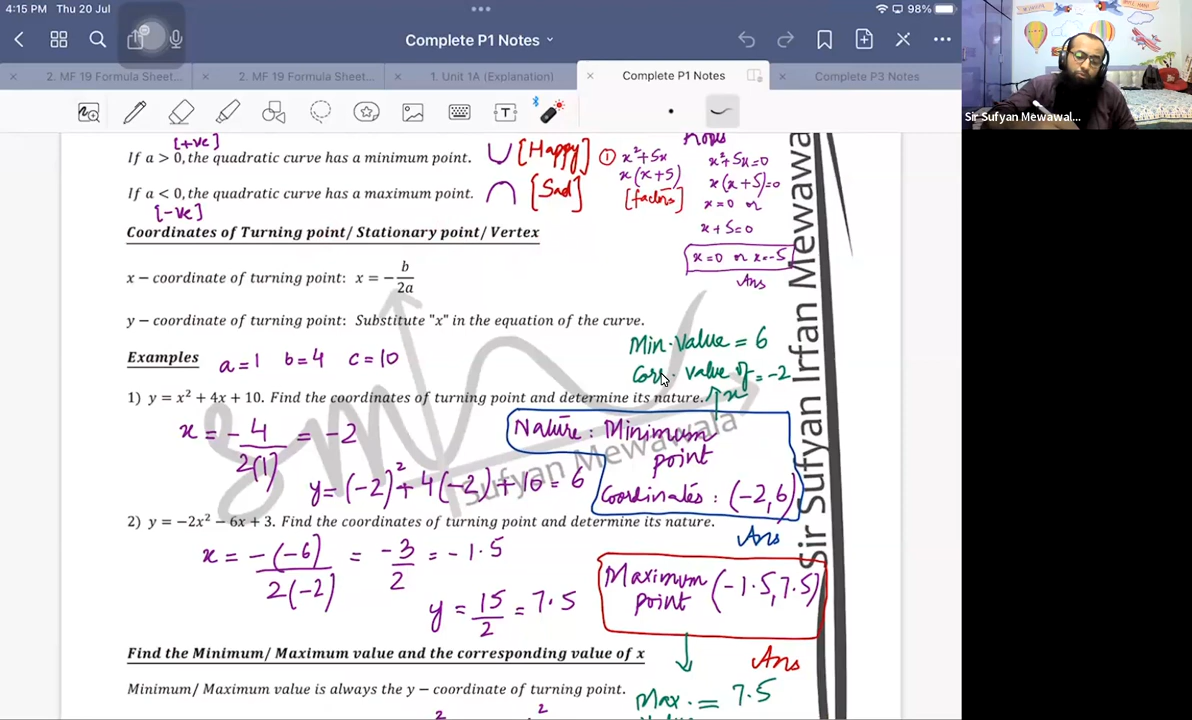 4:15 PM Thu 20 Jul
98%
Complete P1 Notes
2. MF 19 Formula Sheet...
2. MF 19 Formula Sheet...
1. Unit 1A (Explanation)
Complete P1 Notes
Complete P3 Notes
Sir Sufyan Mewawal...
[+ve]
If a > 0, the quadratic curve has a minimum point. [Happy]
If a < 0, the quadratic curve has a maximum point. [Sad]
[-ve]
① x²+5x
x(x+5)
[factors]
x²+5x=0
x(x+5)=0
x=0 or
x+5=0
x=0 or x=-5
Ans
Coordinates of Turning point/ Stationary point/ Vertex
x − coordinate of turning point: x = − b/2a
y − coordinate of turning point: Substitute "x" in the equation of the curve.
Min. Value = 6
Corr. value of x = -2
Examples a=1 b=4 c=10
1) y = x² + 4x + 10. Find the coordinates of turning point and determine its nature.
x = -4/2(1) = -2
y = (-2)² + 4(-2) + 10 = 6
Nature: Minimum
point
Coordinates: (-2,6)
Ans
2) y = −2x² − 6x + 3. Find the coordinates of turning point and determine its nature.
x = -(-6)/2(-2) = -3/2 = -1.5
y = 15/2 = 7.5
Maximum point (-1.5, 7.5)
Ans
Find the Minimum/ Maximum value and the corresponding value of x
Minimum/ Maximum value is always the y − coordinate of turning point.
Max. = 7.5
Sufyan Mewawala
Sir Sufyan Irfan Mewawa